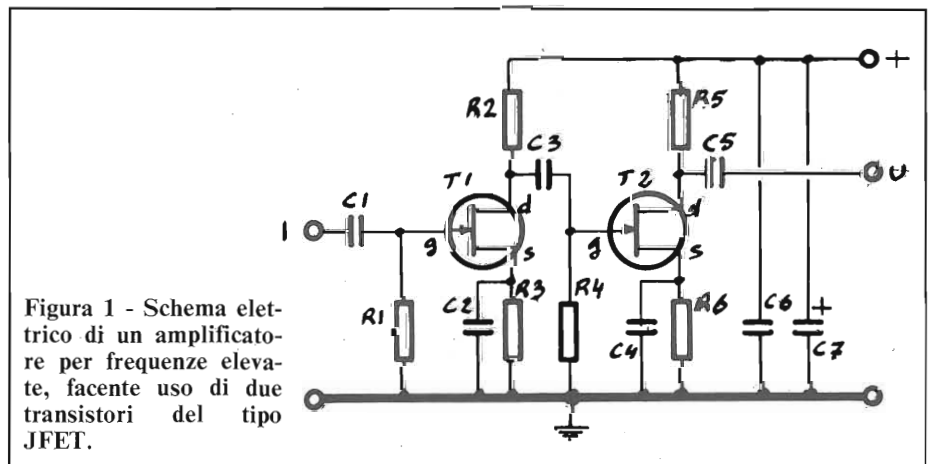 +
R2
R5
C3
C5
T1
T2
U
C1
d
d
I
g
s
g
s
R1
C2
R3
R4
C4
R6
C6
+
C7
Figura 1 - Schema elet-
trico di un amplificato-
re per frequenze eleva-
te, facente uso di due
transistori del tipo
JFET.